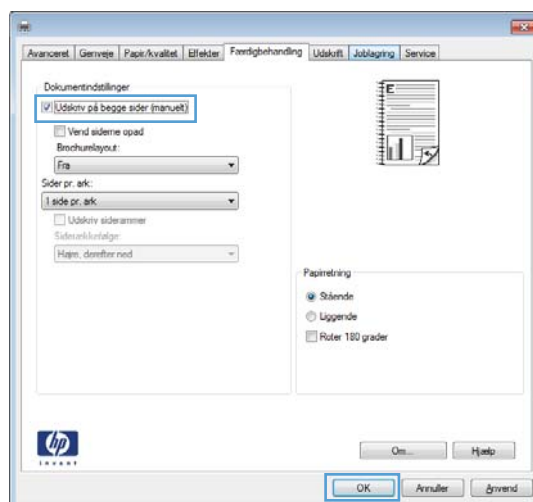 Avanceret Genveje Papir/kvalitet Effekter Færdigbehandling Udskrift Joblagring Service
Dokumentindstillinger
Udskriv på begge sider (manuelt)
Vend siderne opad
Brochurelayout:
Fra
Sider pr. ark:
1 side pr. ark
Udskriv siderammer
Siderækkefølge:
Højre, derefter ned
E
Papirretning
Stående
Liggende
Roter 180 grader
hp
invent
Om... Hjælp
OK Annuller Anvend